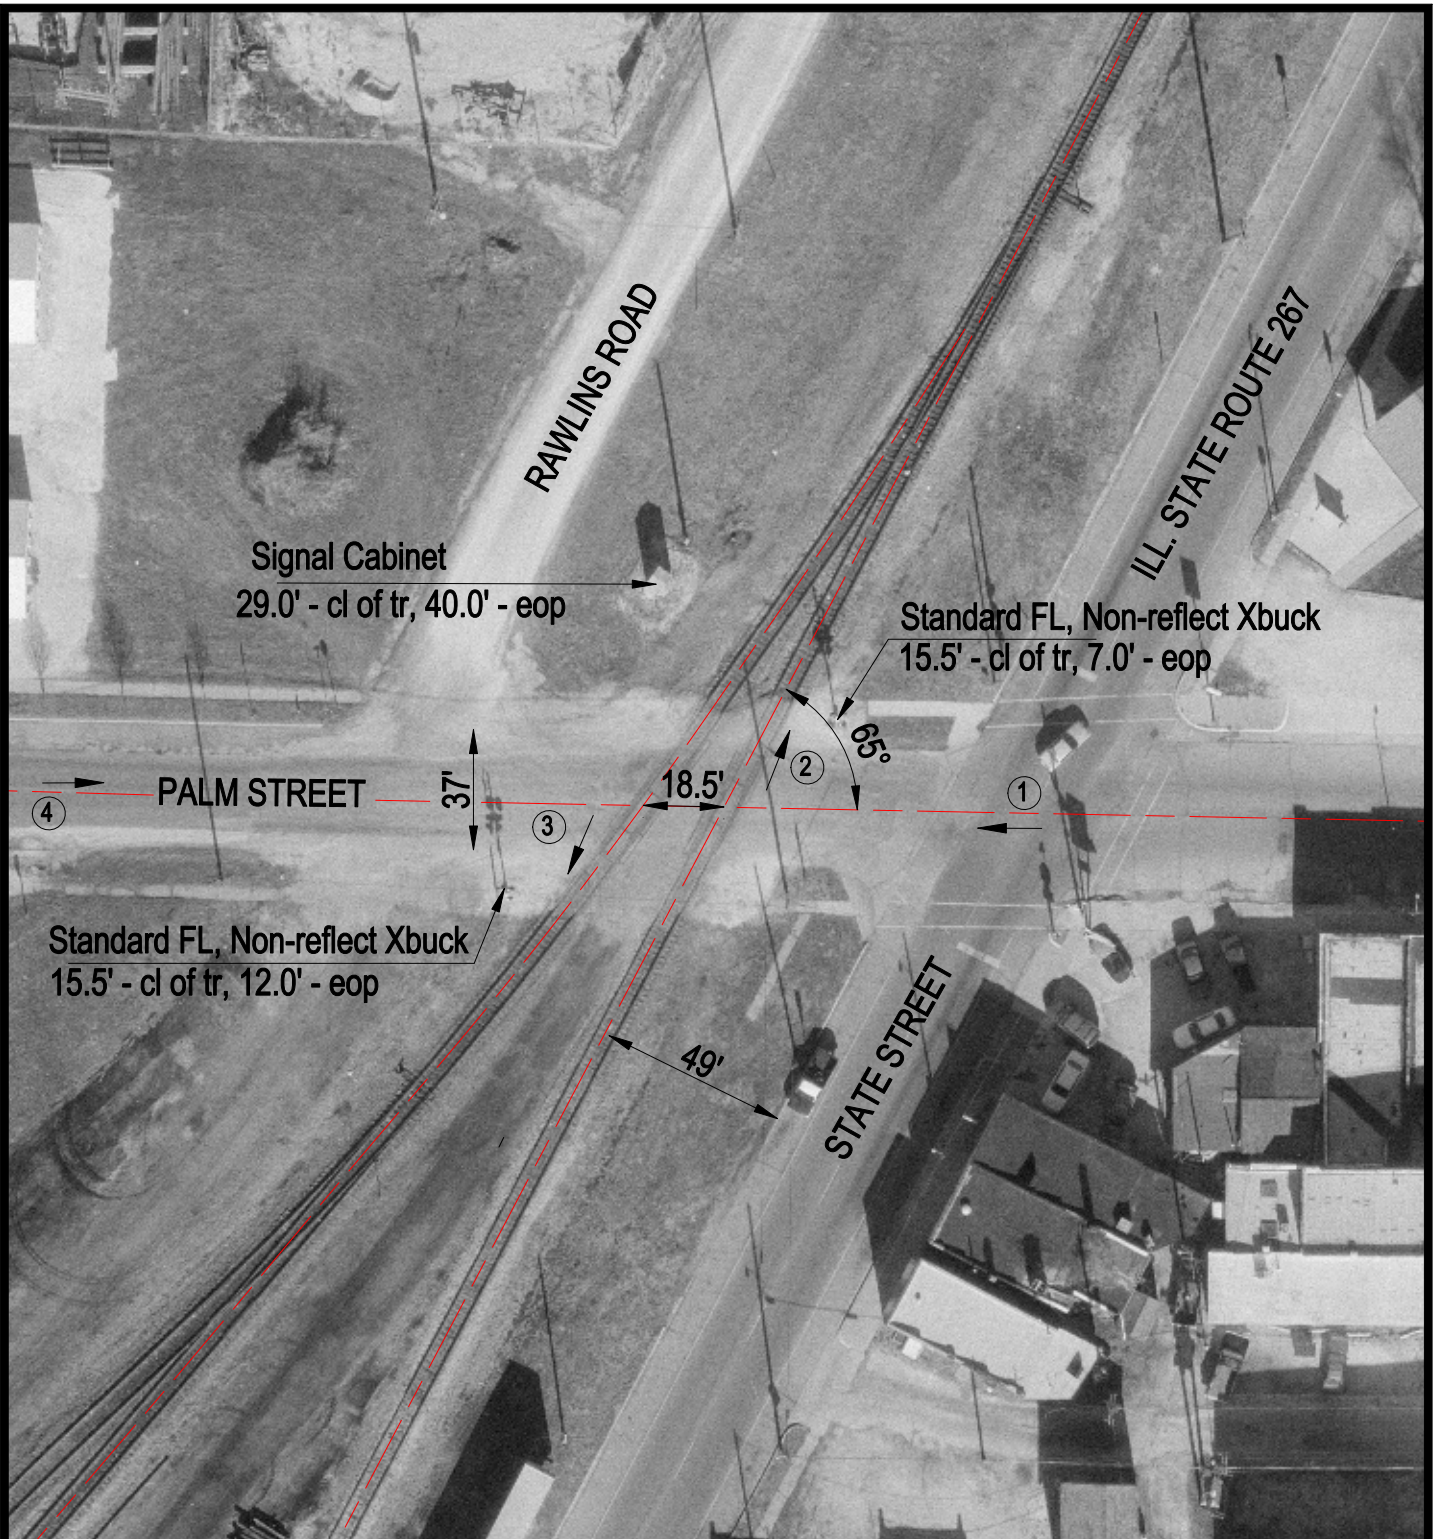 RAWLINS ROAD
ILL. STATE ROUTE 267
Signal Cabinet
29.0' - cl of tr, 40.0' - eop
Standard FL, Non-reflect Xbuck
15.5' - cl of tr, 7.0' - eop
65°
2
18.5'
37'
PALM STREET
1
4
3
Standard FL, Non-reflect Xbuck
15.5' - cl of tr, 12.0' - eop
STATE STREET
49'